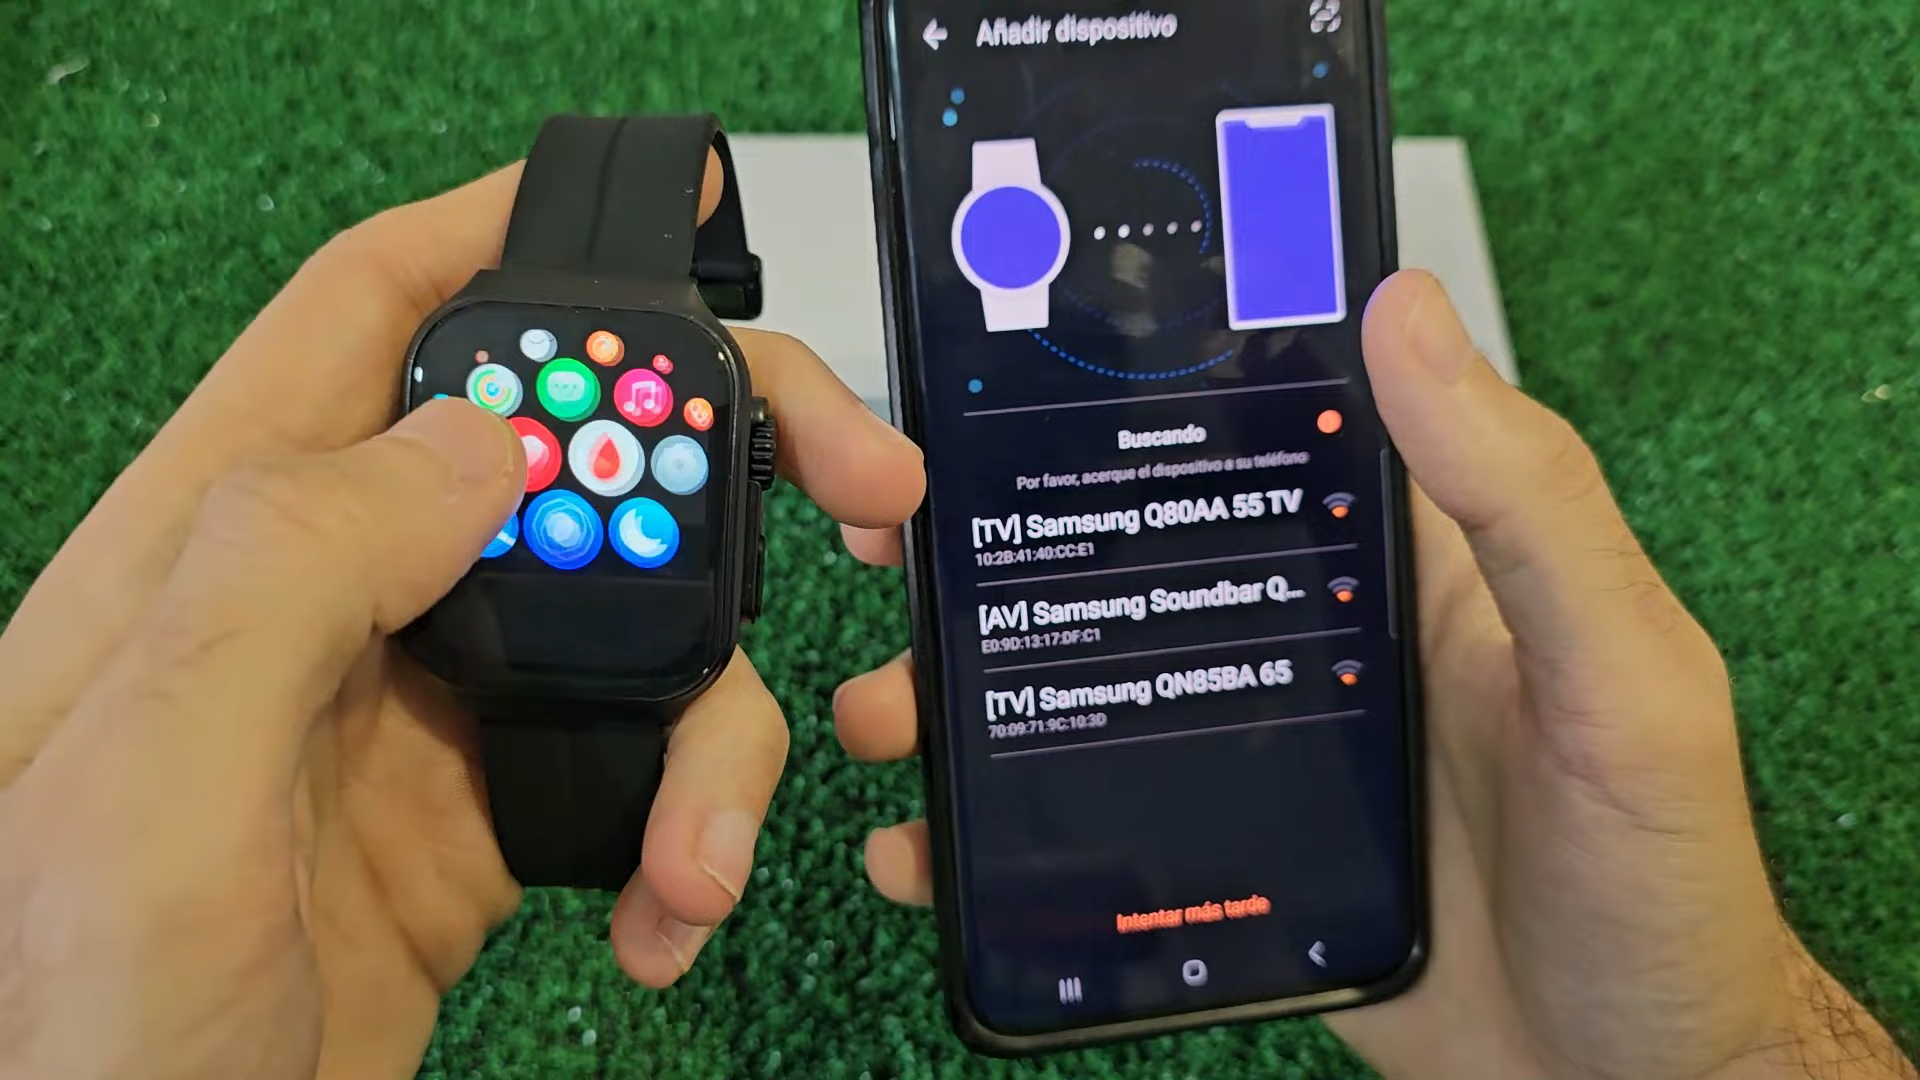 Añadir dispositivo
Buscando
Por favor, acerque el dispositivo a su teléfono
[TV] Samsung Q80AA 55 TV
10:2B:41:40:CC:E1
[AV] Samsung Soundbar Q...
E0:9D:13:17:DF:C1
[TV] Samsung QN85BA 65
70:09:71:9C:10:3D
Intentar más tarde